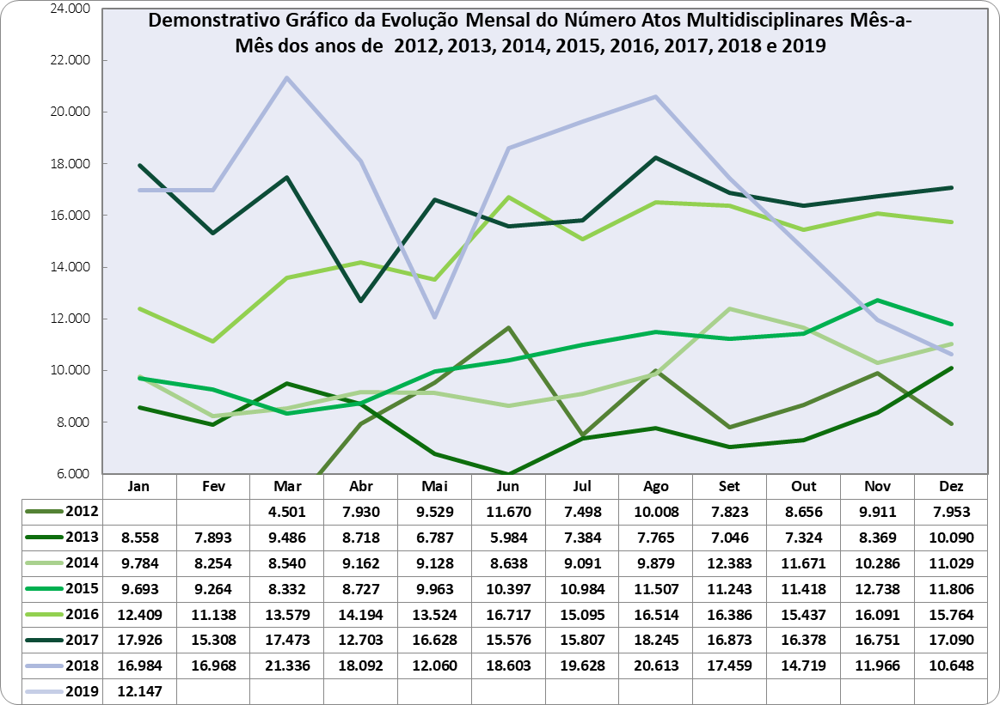 24.000
Demonstrativo Gráfico da Evolução Mensal do Número Atos Multidisciplinares Mês-a-
Mês dos anos de  2012, 2013, 2014, 2015, 2016, 2017, 2018 e 2019
22.000
20.000
18.000
16.000
14.000
12.000
10.000
8.000
6.000
Jan Fev Mar Abr Mai Jun Jul Ago Set Out Nov Dez
2012 4.501 7.930 9.529 11.670 7.498 10.008 7.823 8.656 9.911 7.953
2013 8.558 7.893 9.486 8.718 6.787 5.984 7.384 7.765 7.046 7.324 8.369 10.090
2014 9.784 8.254 8.540 9.162 9.128 8.638 9.091 9.879 12.383 11.671 10.286 11.029
2015 9.693 9.264 8.332 8.727 9.963 10.397 10.984 11.507 11.243 11.418 12.738 11.806
2016 12.409 11.138 13.579 14.194 13.524 16.717 15.095 16.514 16.386 15.437 16.091 15.764
2017 17.926 15.308 17.473 12.703 16.628 15.576 15.807 18.245 16.873 16.378 16.751 17.090
2018 16.984 16.968 21.336 18.092 12.060 18.603 19.628 20.613 17.459 14.719 11.966 10.648
2019 12.147